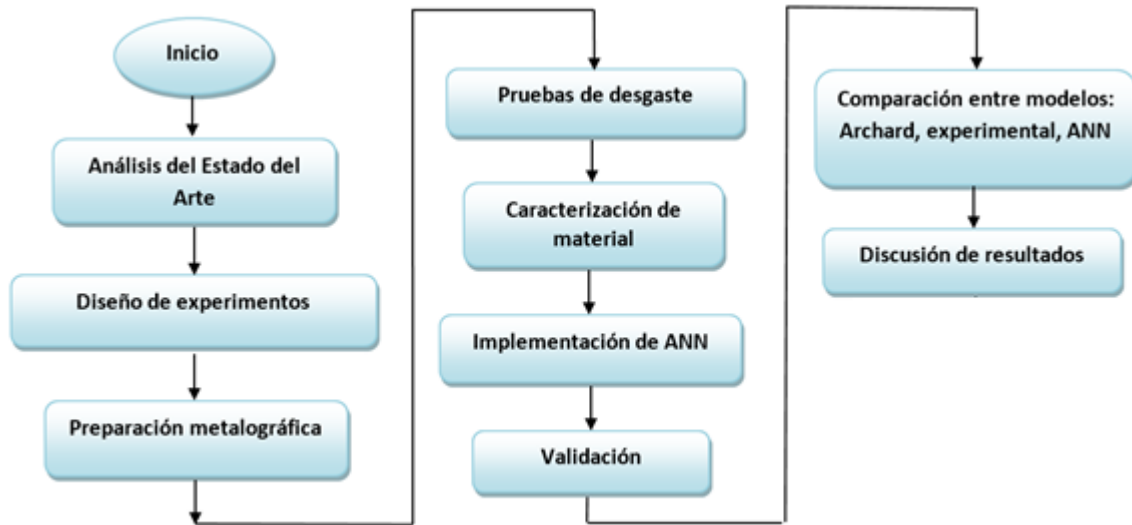 Inicio
Análisis del Estado del
Arte
Diseño de experimentos
Preparación metalográfica
Pruebas de desgaste
Caracterización de
material
Implementación de ANN
Validación
Comparación entre modelos:
Archard, experimental, ANN
Discusión de resultados